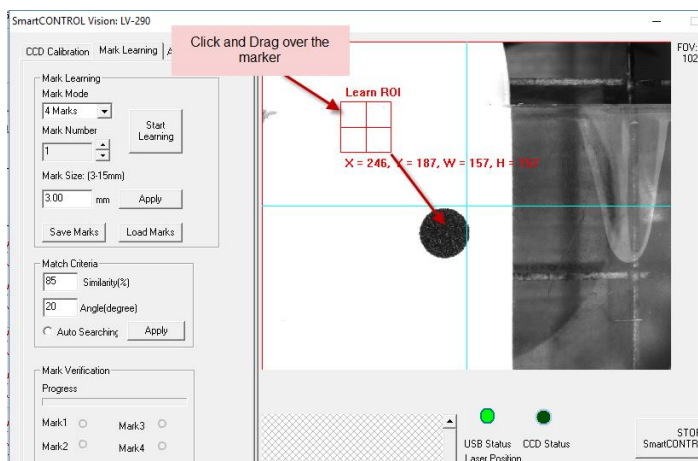 SmartCONTROL Vision: LV-290
CCD Calibration
Mark Learning
Click and Drag over the
marker
FOV:
102
Mark Learning
Mark Mode
4 Marks
Start
Learning
Mark Number
1
Mark Size: (3-15mm)
3.00
mm
Apply
Save Marks
Load Marks
Learn ROI
X = 246, Y = 187, W = 157, H =
Match Criteria
85
Similarity(%)
20
Angle(degree)
Auto Searching
Apply
Mark Verification
Progress
Mark1
Mark3
Mark2
Mark4
USB Status
CCD Status
Laser Position
STOP
SmartCONTR